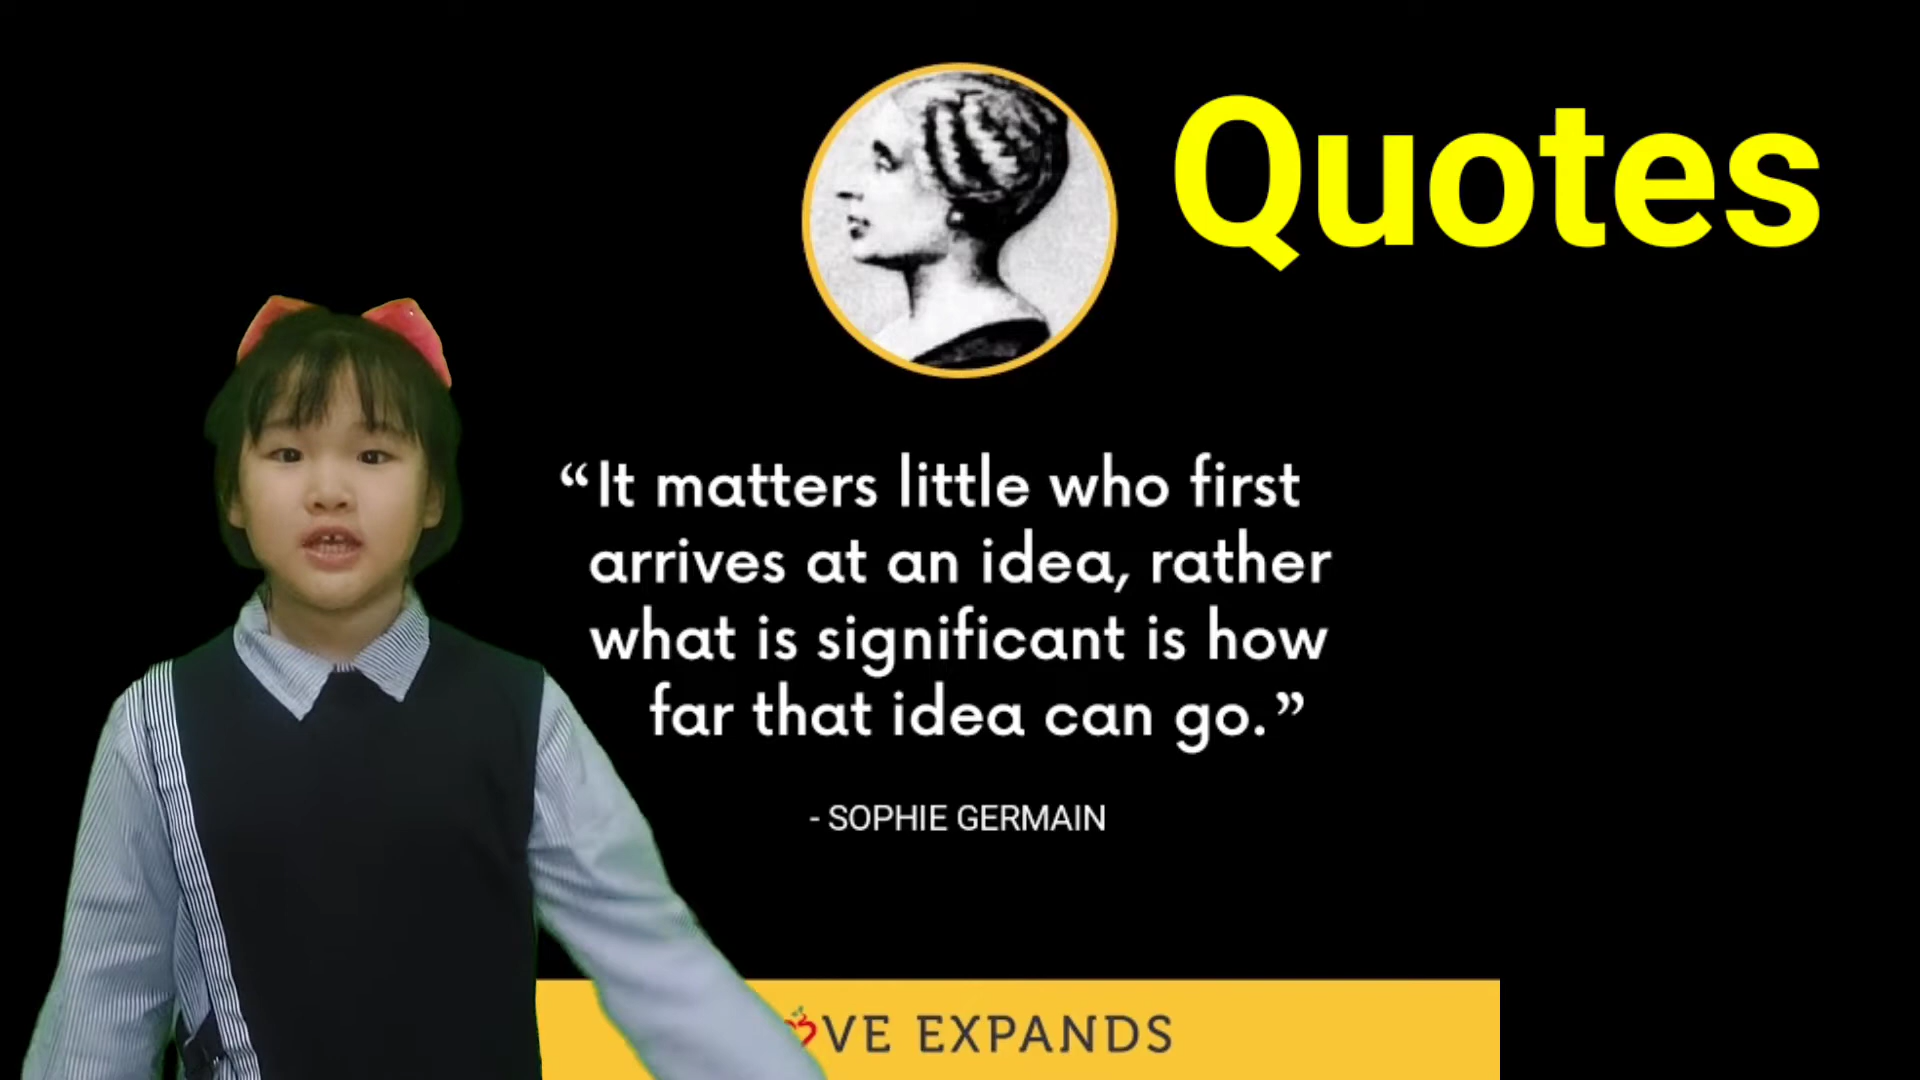 Quotes
“It matters little who first
arrives at an idea, rather
what is significant is how
far that idea can go.”
- SOPHIE GERMAIN
VE EXPANDS